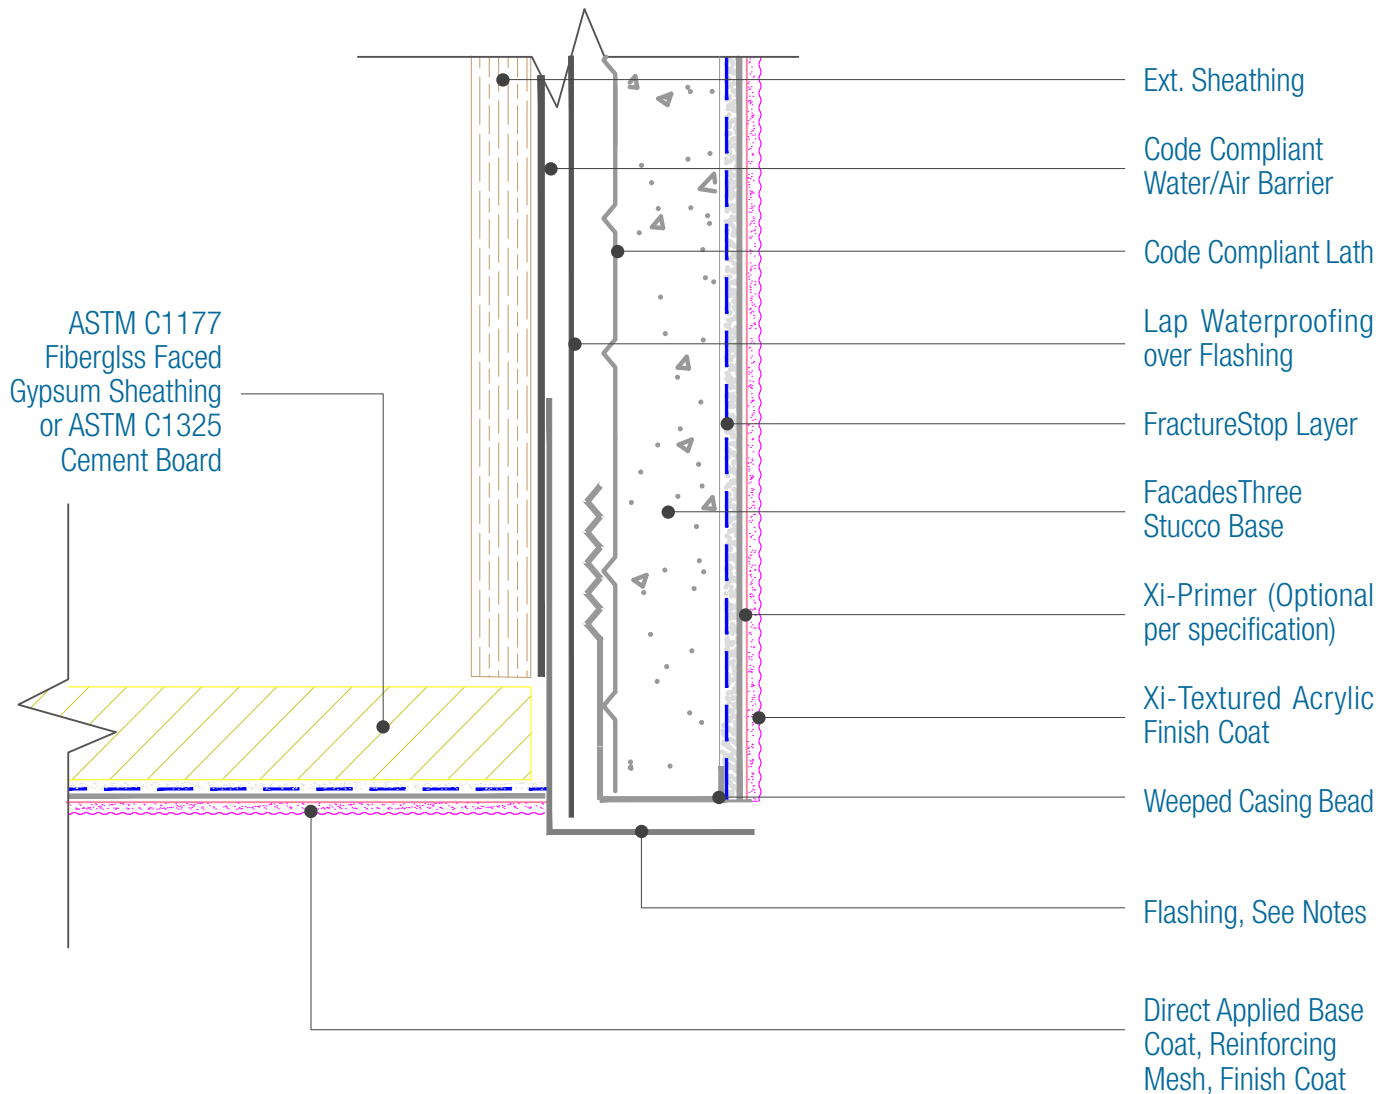 Ext. Sheathing
Code Compliant
Water/Air Barrier
Code Compliant Lath
Lap Waterproofing
over Flashing
FractureStop Layer
FacadesThree
Stucco Base
Xi-Primer (Optional
per specification)
Xi-Textured Acrylic
Finish Coat
Weeped Casing Bead
Flashing, See Notes
Direct Applied Base
Coat, Reinforcing
Mesh, Finish Coat
ASTM C1177
Fiberglss Faced
Gypsum Sheathing
or ASTM C1325
Cement Board